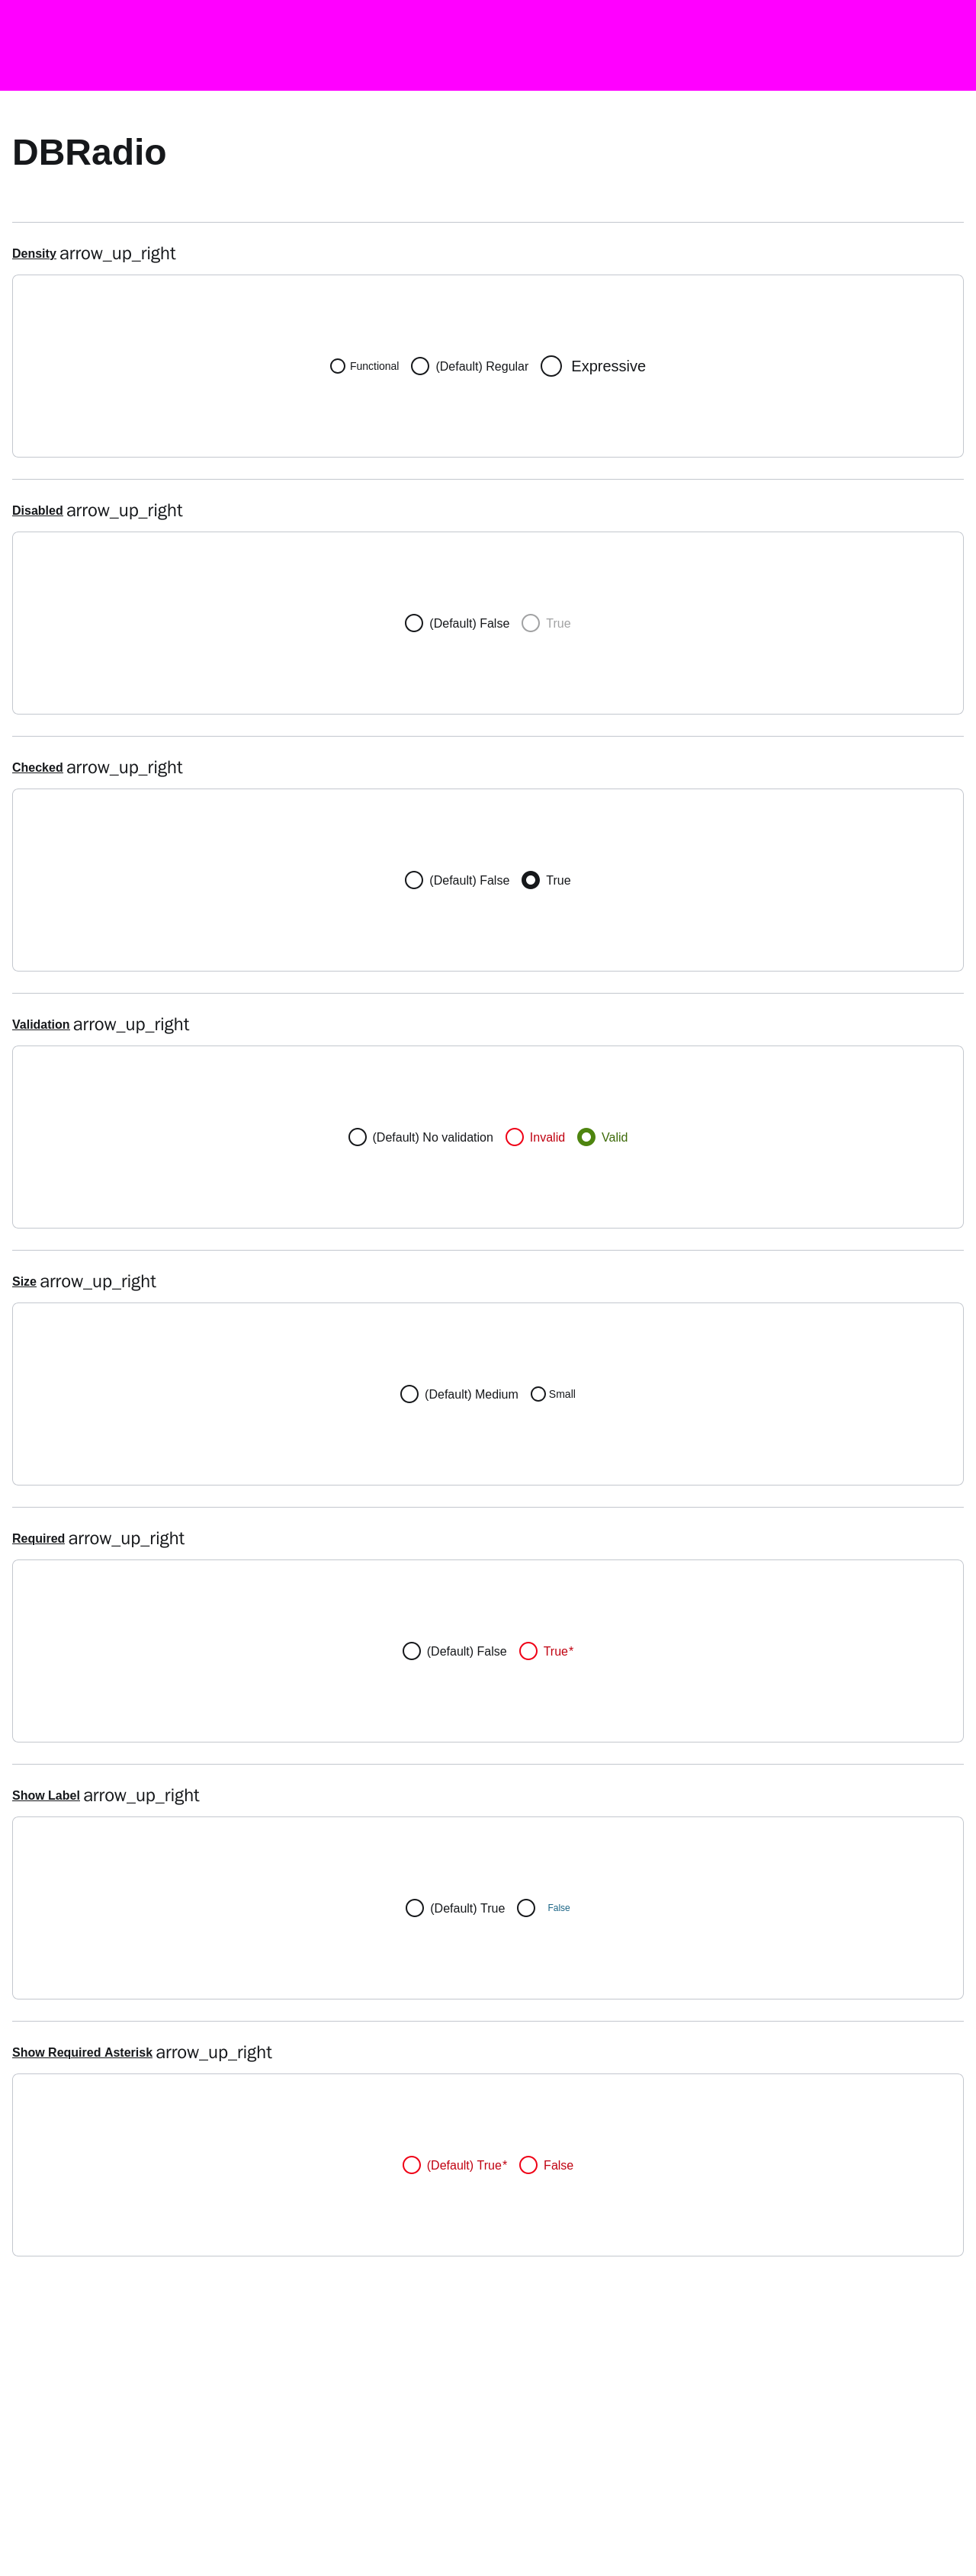 DBRadio
Density arrow_up_right
Functional (Default) Regular Expressive
Disabled arrow_up_right
(Default) False True
Checked arrow_up_right
(Default) False True
Validation arrow_up_right
(Default) No validation Invalid Valid
Size arrow_up_right
(Default) Medium Small
Required arrow_up_right
(Default) False True*
Show Label arrow_up_right
(Default) True False
Show Required Asterisk arrow_up_right
(Default) True* False